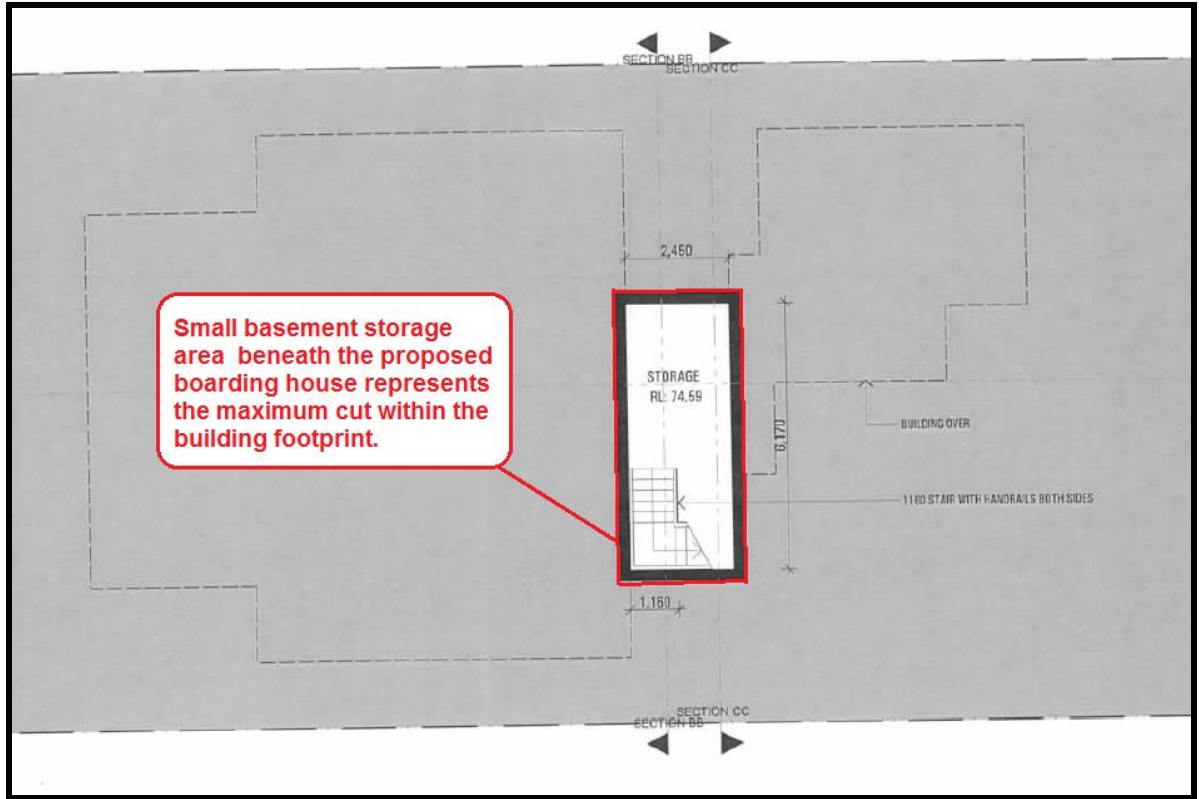 SECTION BB
SECTION CC
2,450
Small basement storage
area beneath the proposed
boarding house represents
the maximum cut within the
building footprint.
STORAGE
RL: 74.59
6,170
BUILDING OVER
1160 STAIR WITH HANDRAILS BOTH SIDES
1,160
SECTION CC
SECTION BB